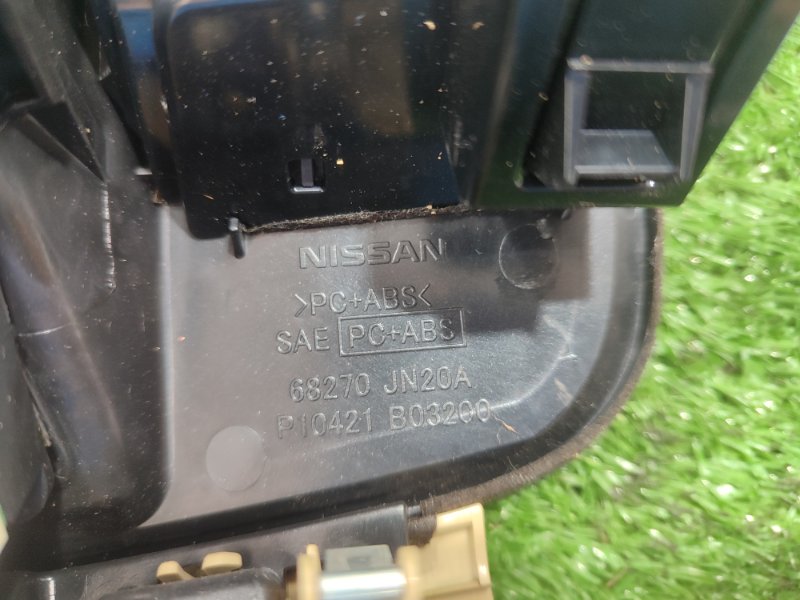 NISSAN
>PC+ABS<
SAE PC+ABS
68270 JN20A
P10421 B03200